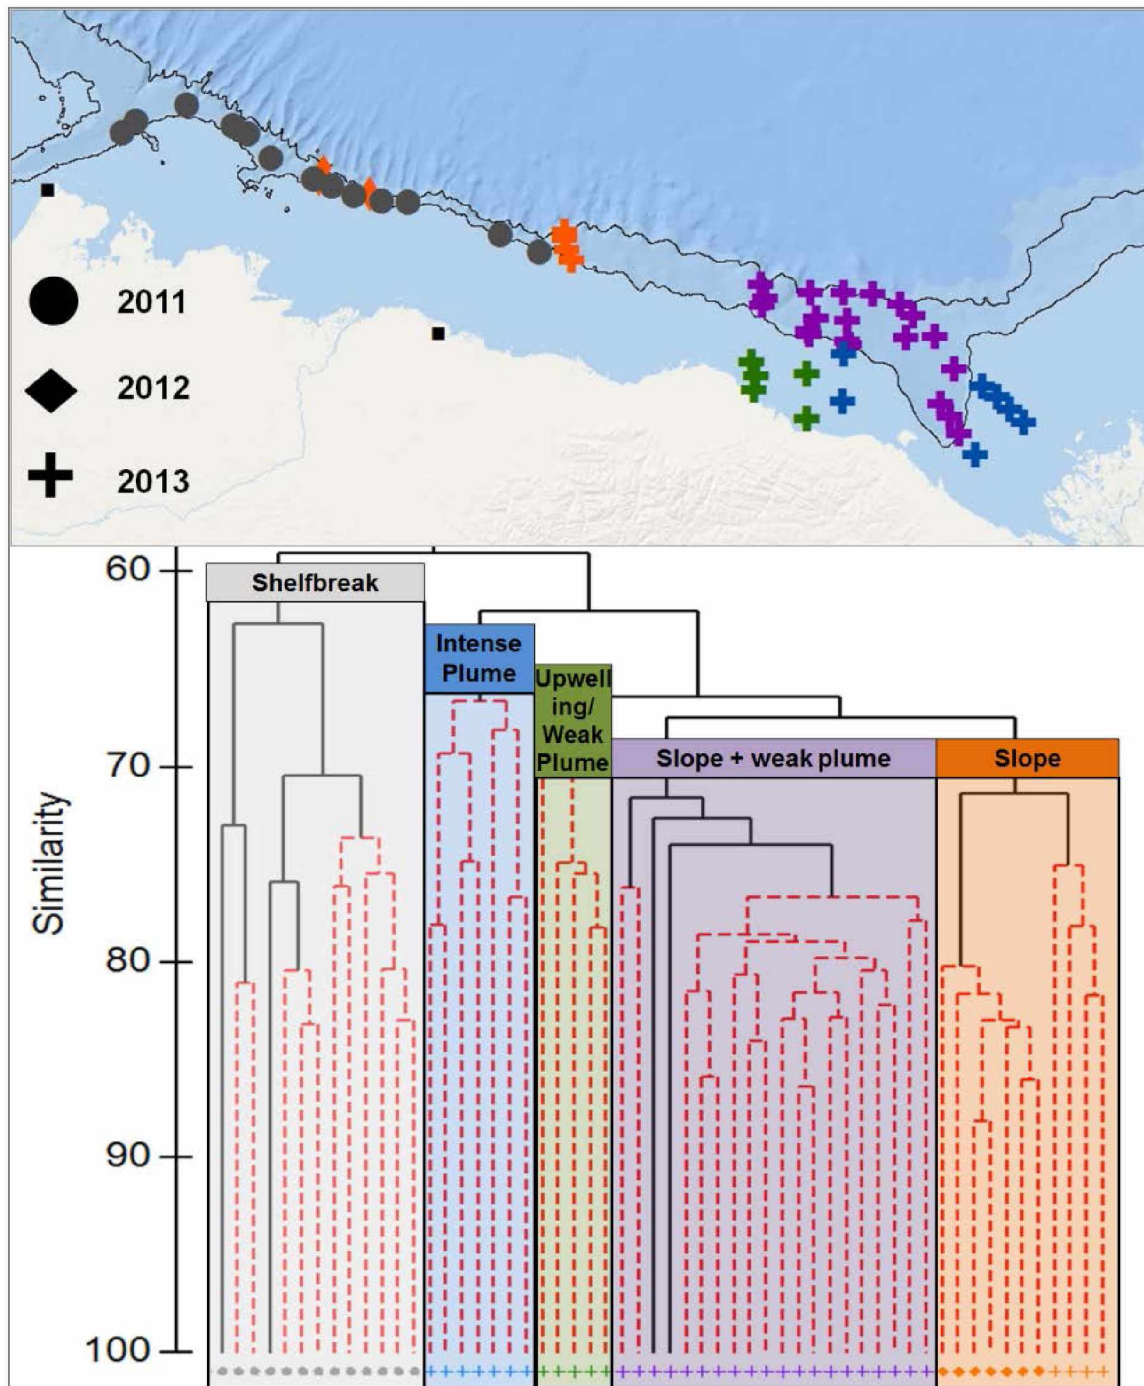 2011
2012
2013
60
Shelfbreak
Intense
Plume
Upwell
ing/
Weak
Plume
Slope + weak plume
Slope
70
Similarity
80
90
100